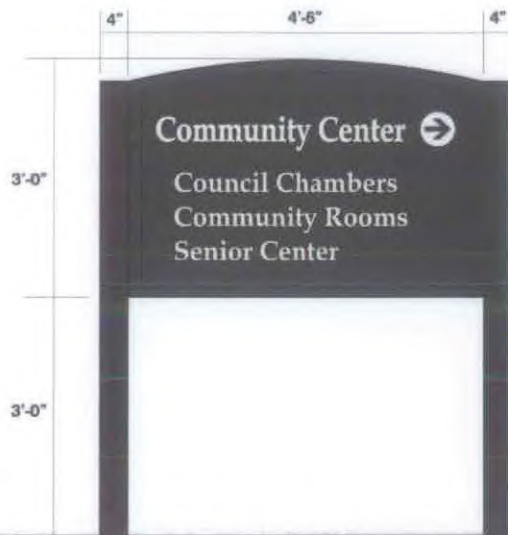 4" 4'-6" 4"
3'-0"
Community Center
Council Chambers
Community Rooms
Senior Center
3'-0"